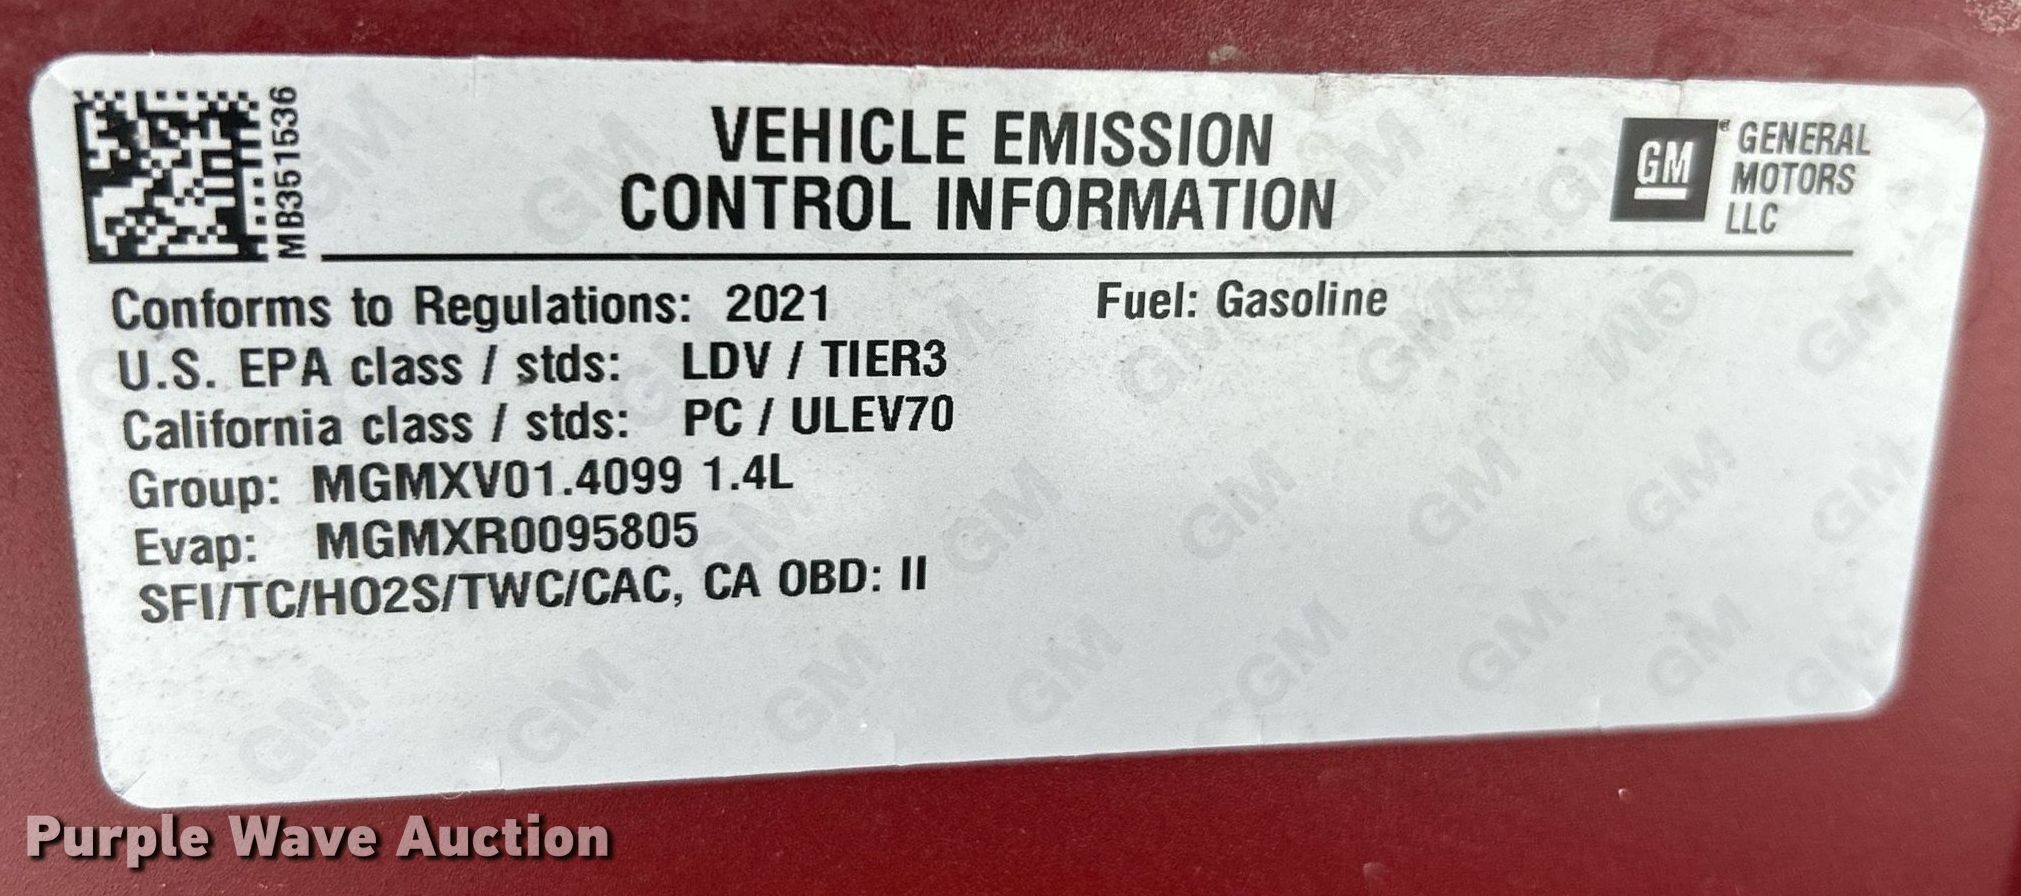 MB351536
VEHICLE EMISSION
CONTROL INFORMATION
GM
GENERAL
MOTORS
LLC
Conforms to Regulations: 2021 Fuel: Gasoline
U.S. EPA class / stds: LDV / TIER3
California class / stds: PC / ULEV70
Group: MGMXV01.4099 1.4L
Evap: MGMXR0095805
SFI/TC/HO2S/TWC/CAC, CA OBD: II
Purple Wave Auction